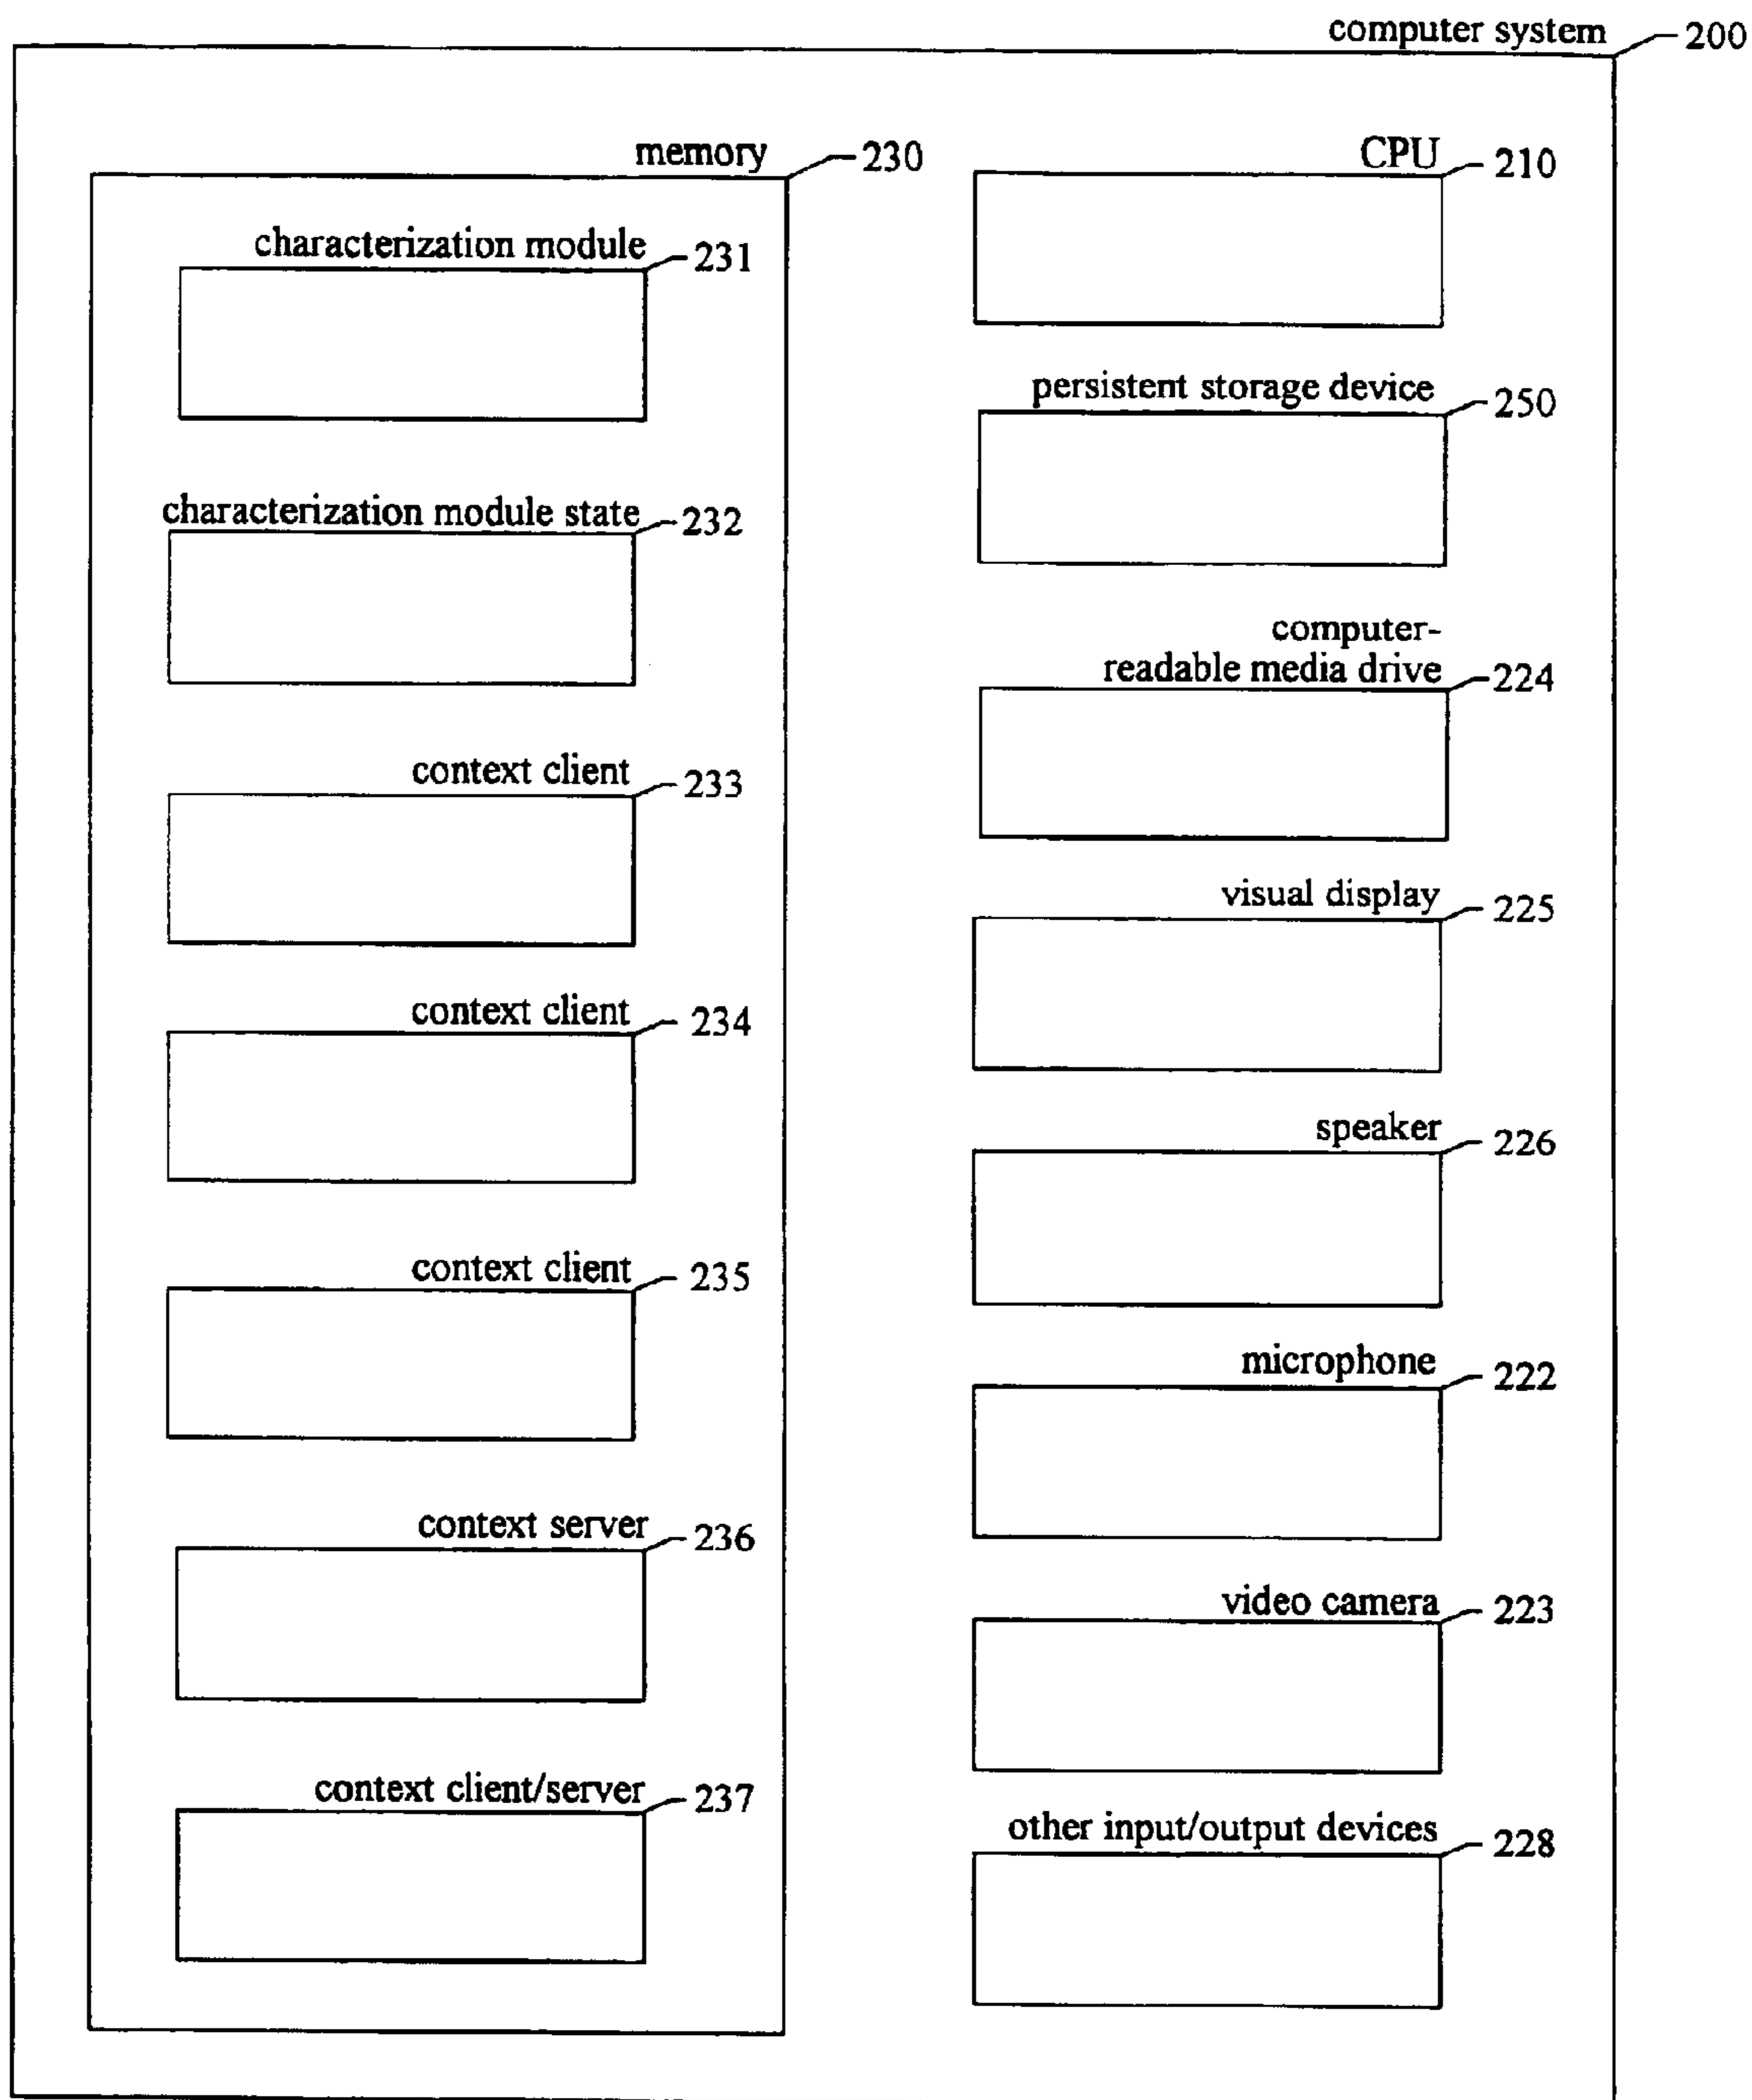 computer system 200
memory 230
characterization module 231
characterization module state 232
context client 233
context client 234
context client 235
context server 236
context client/server 237
CPU 210
persistent storage device 250
computer-
readable media drive 224
visual display 225
speaker 226
microphone 222
video camera 223
other input/output devices 228